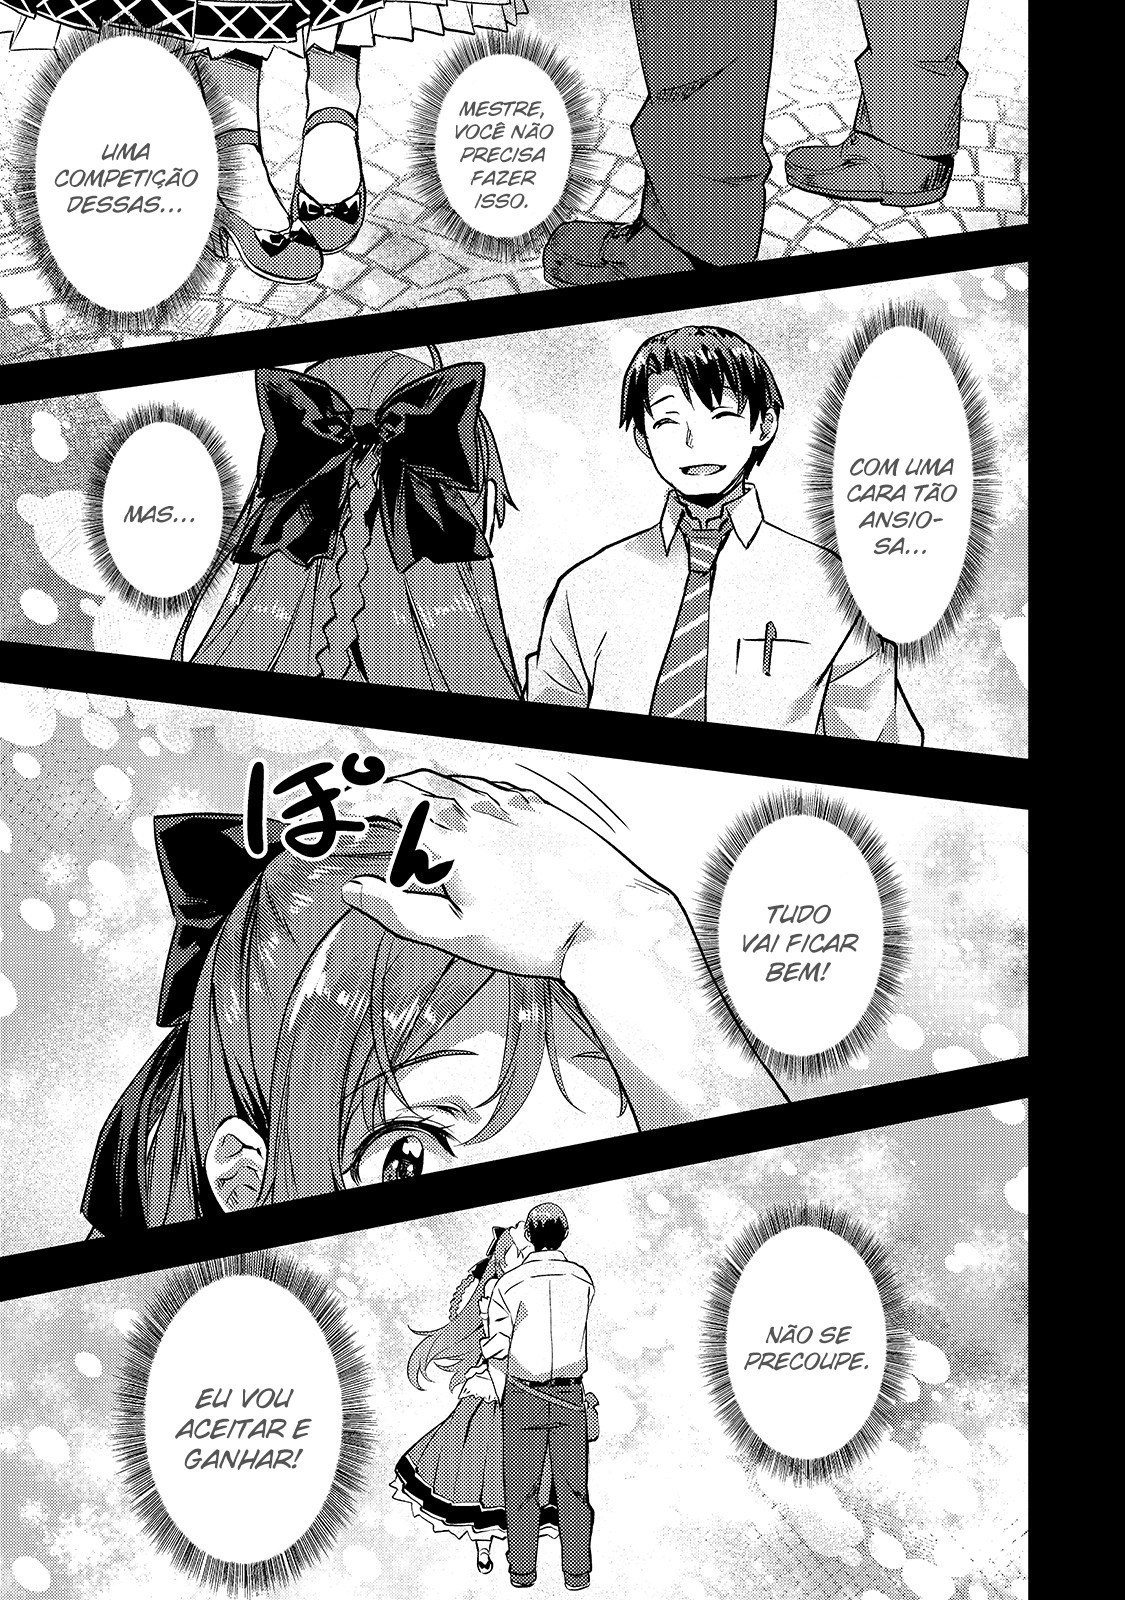 MESTRE,
VOCÊ NÃO
PRECISA
FAZER
ISSO.
UMA
COMPETIÇÃO
DESSAS...
COM UMA
CARA TÃO
ANSIO-
SA...
MAS...
ぽん
TUDO
VAI FICAR
BEM!
NÃO SE
PRECOUPE.
EU VOU
ACEITAR E
GANHAR!